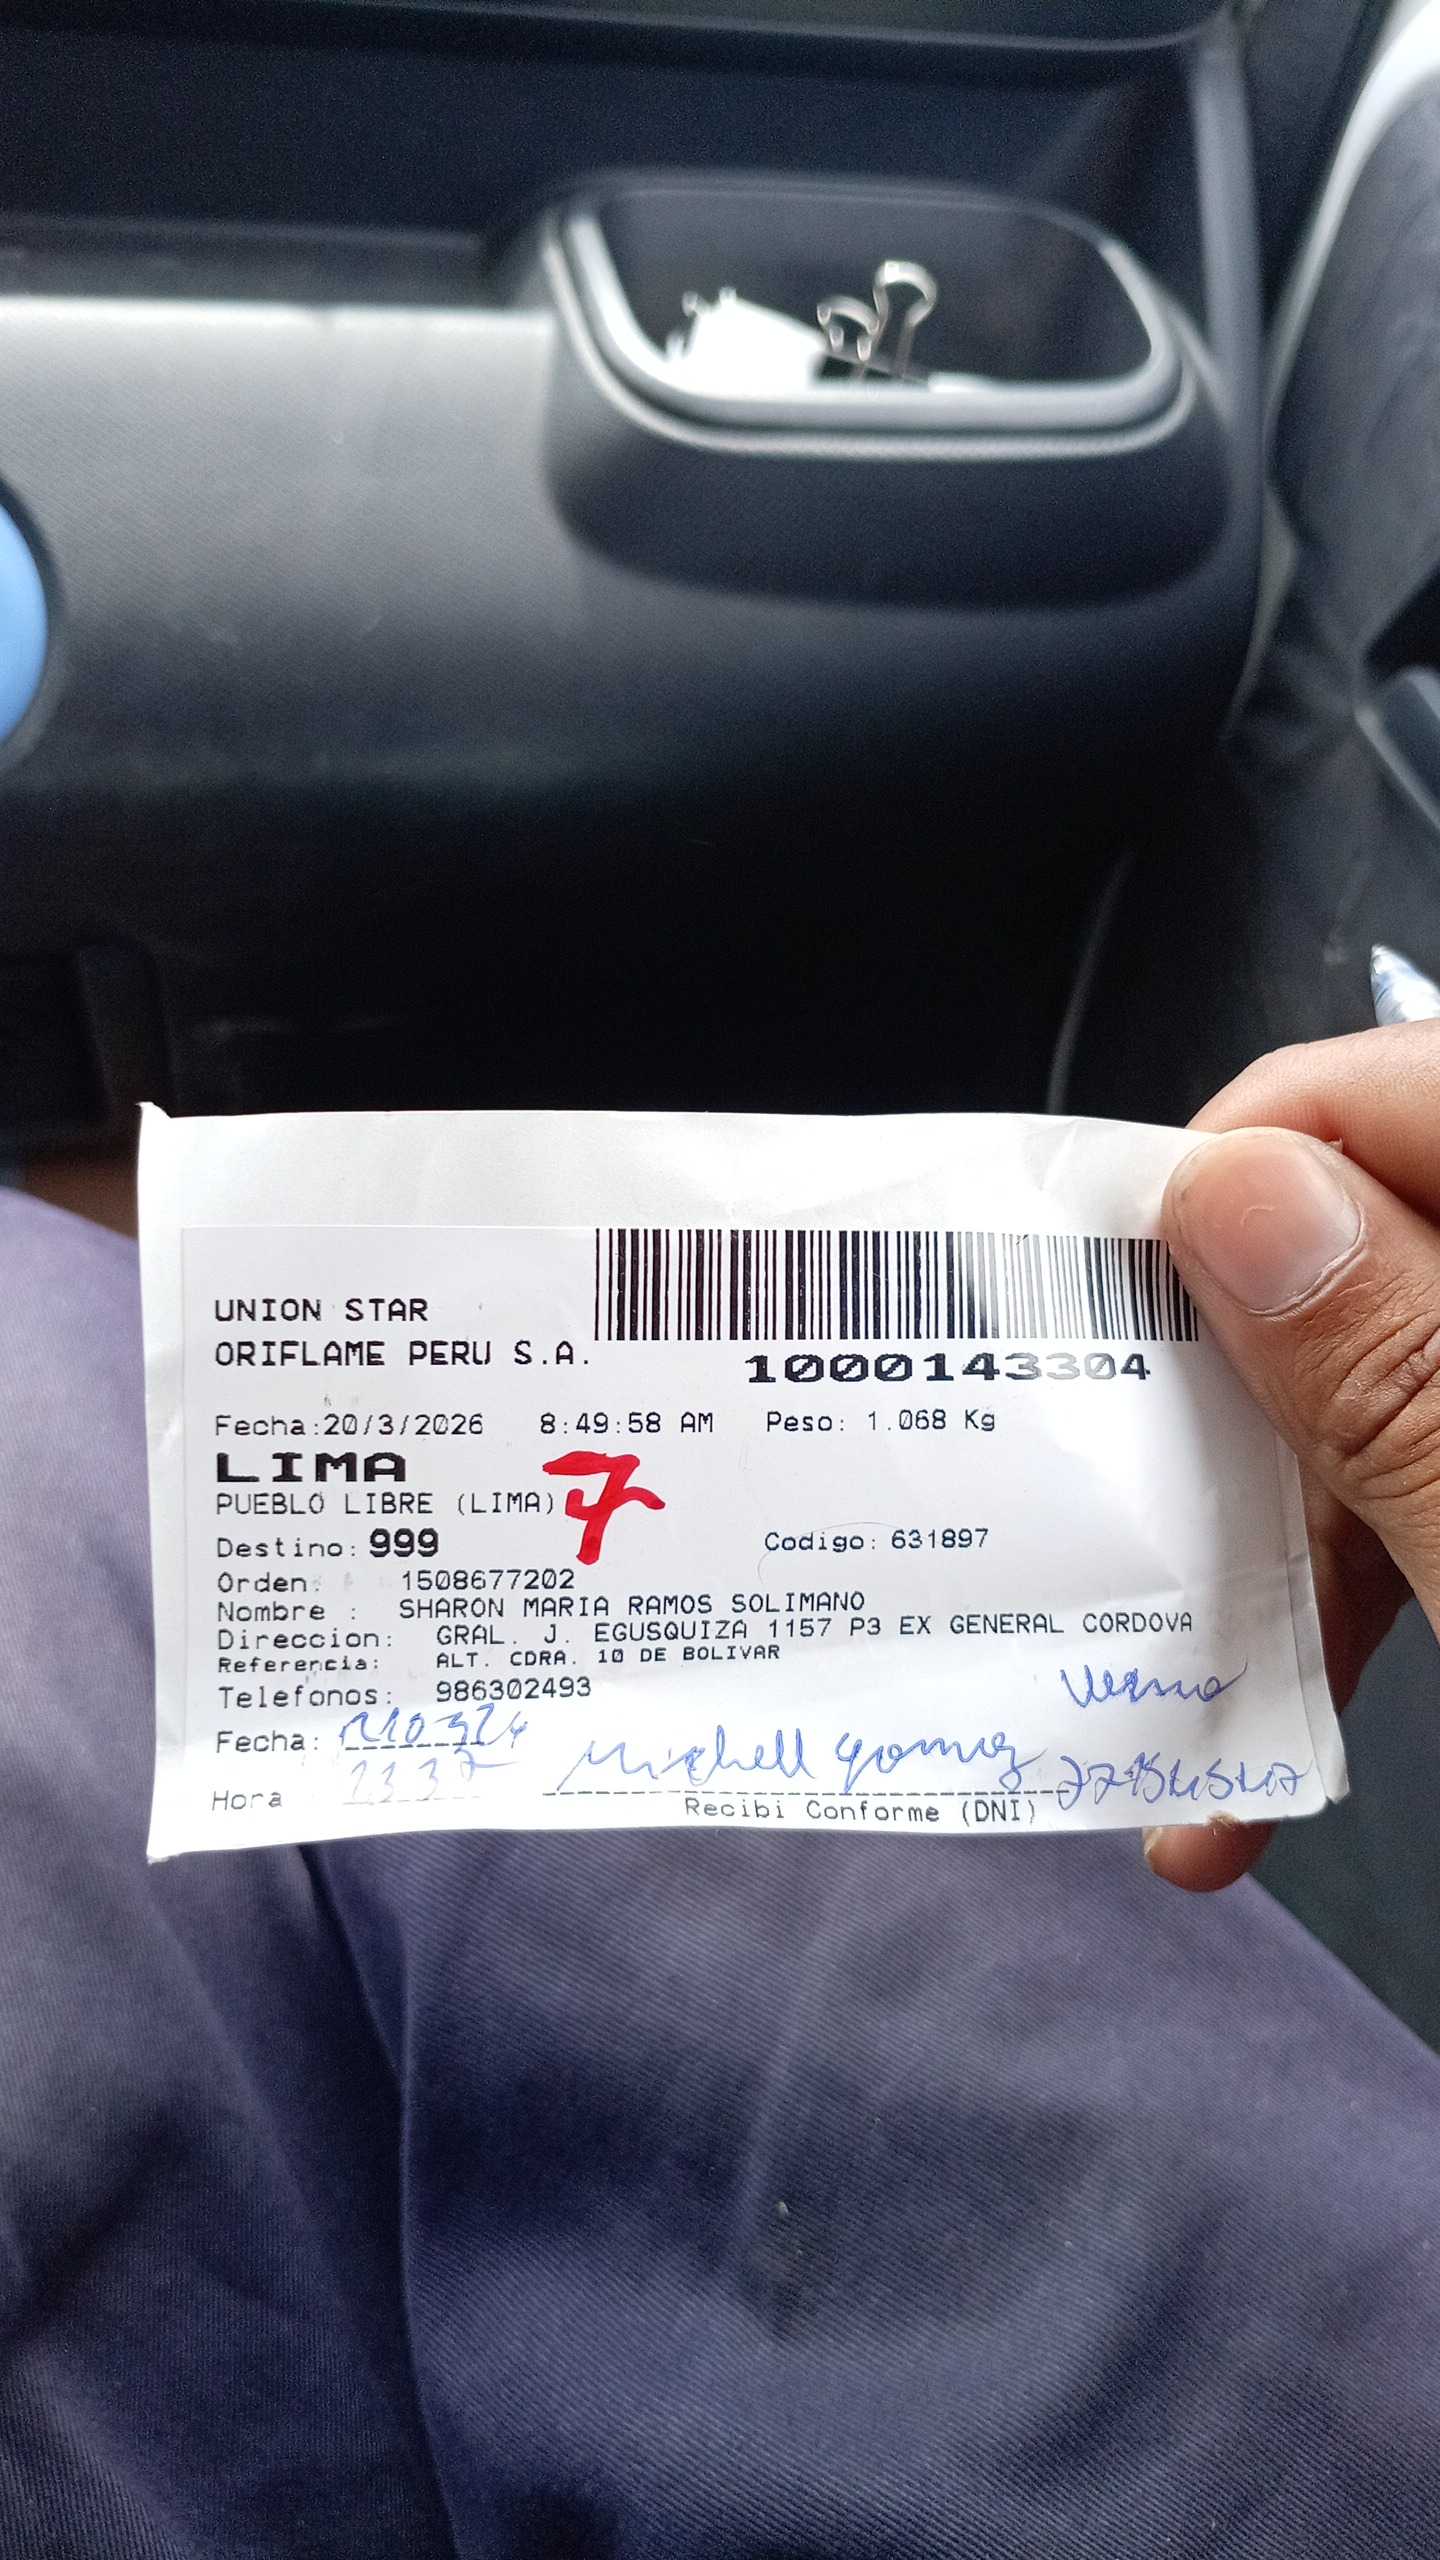 UNION STAR
ORIFLAME PERU S.A.
1000143304
Fecha:20/3/2026 8:49:58 AM Peso: 1.068 Kg
LIMA
7
PUEBLO LIBRE (LIMA)
Destino: 999 Codigo: 631897
Orden: 1508677202
Nombre : SHARON MARIA RAMOS SOLIMANO
Direccion: GRAL. J. EGUSQUIZA 1157 P3 EX GENERAL CORDOVA
Referencia: ALT. CDRA. 10 DE BOLIVAR
Telefonos: 986302493
Fecha:
Michell gomez
Hora
Recibi Conforme (DNI)